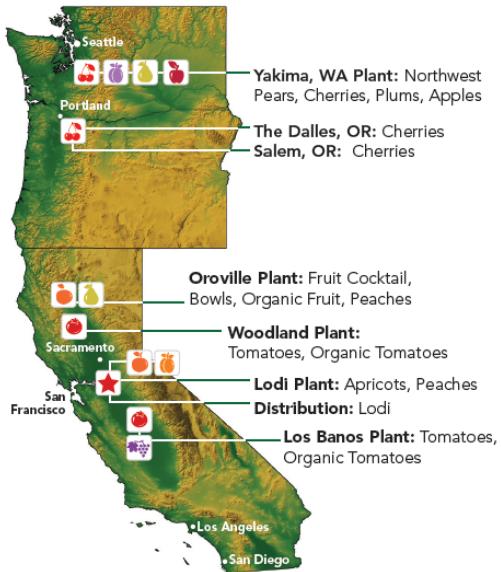 Seattle
Yakima, WA Plant: Northwest
Pears, Cherries, Plums, Apples
Portland
The Dalles, OR: Cherries
Salem, OR: Cherries
Oroville Plant: Fruit Cocktail,
Bowls, Organic Fruit, Peaches
Woodland Plant:
Tomatoes, Organic Tomatoes
Sacramento
Lodi Plant: Apricots, Peaches
San
Francisco
Distribution: Lodi
Los Banos Plant: Tomatoes,
Organic Tomatoes
Los Angeles
San Diego